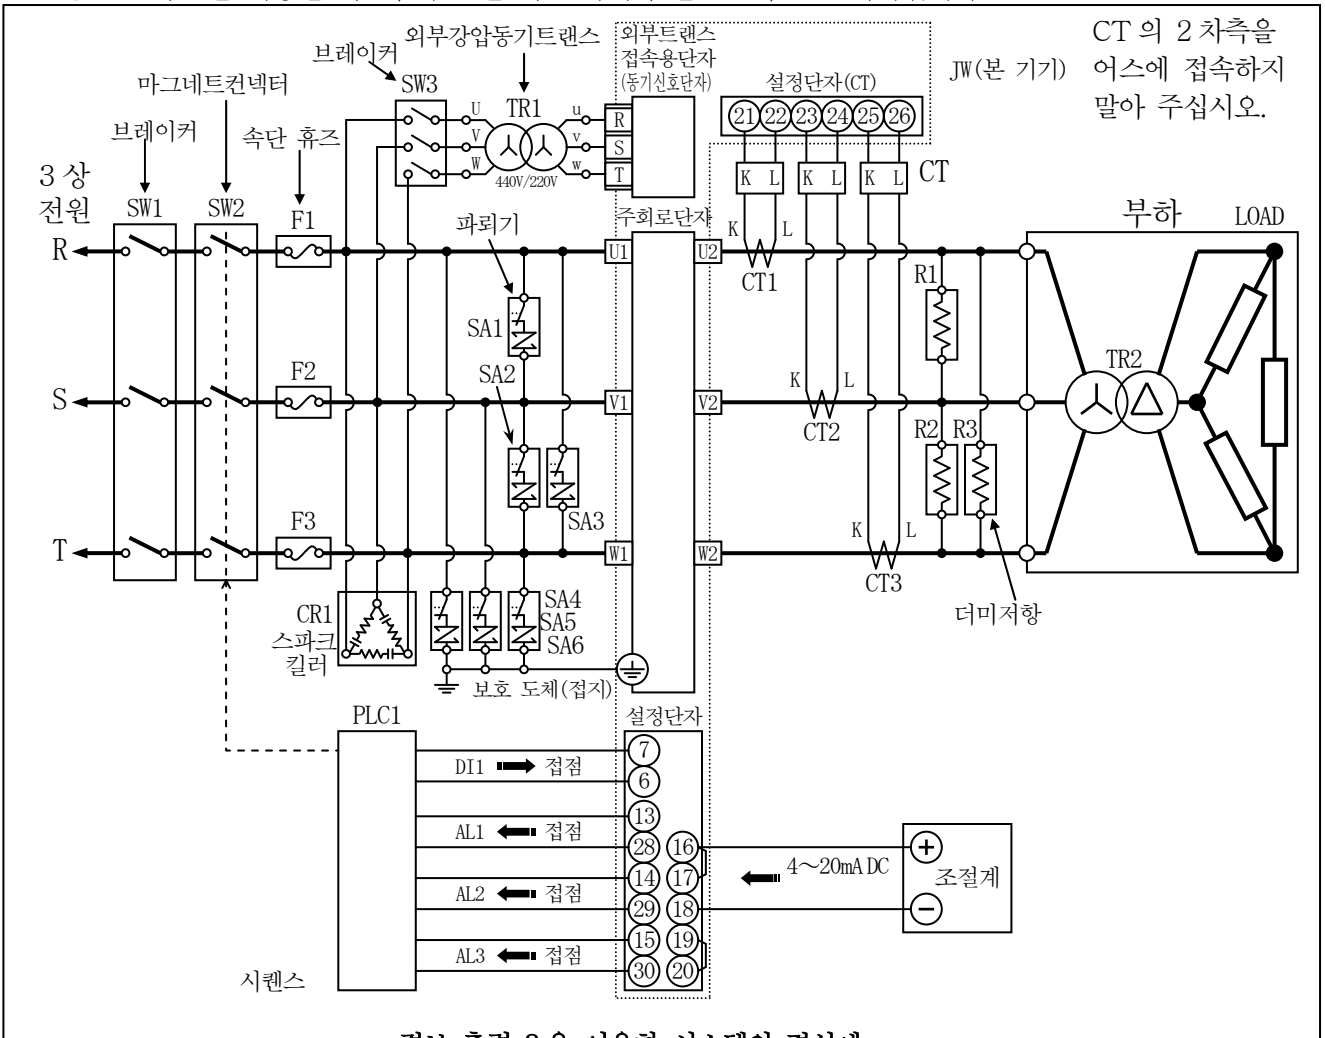 CT 의 2 차측을
어스에 접속하지
말아 주십시오.
외부강압동기트랜스
외부트랜스
접속용단자
(동기신호단자)
JW(본 기기)
브레이커
SW3
TR1
설정단자(CT)
마그네트컨넥터
U
V
W
u
v
w
R
S
T
21 22 23 24 25 26
440V/220V
브레이커
속단 휴즈
K L K L K L CT
3 상
전원
SW1
SW2
F1
파뢰기
주회로단자
부하
LOAD
R
U1
U2
K
L
CT1
R1
SA1
SA2
F2
TR2
S
V1
V2
K
L
CT2
R2
R3
SA3
F3
T
W1
W2
K
L
CT3
더미저항
CR1
스파크
킬러
SA4
SA5
SA6
보호 도체(접지)
PLC1
설정단자
DI1
접점
7
6
AL1
접점
13
28
16
4～20mA DC
+
조절계
AL2
접점
14
29
17
18
−
AL3
접점
15
30
19
20
시퀜스